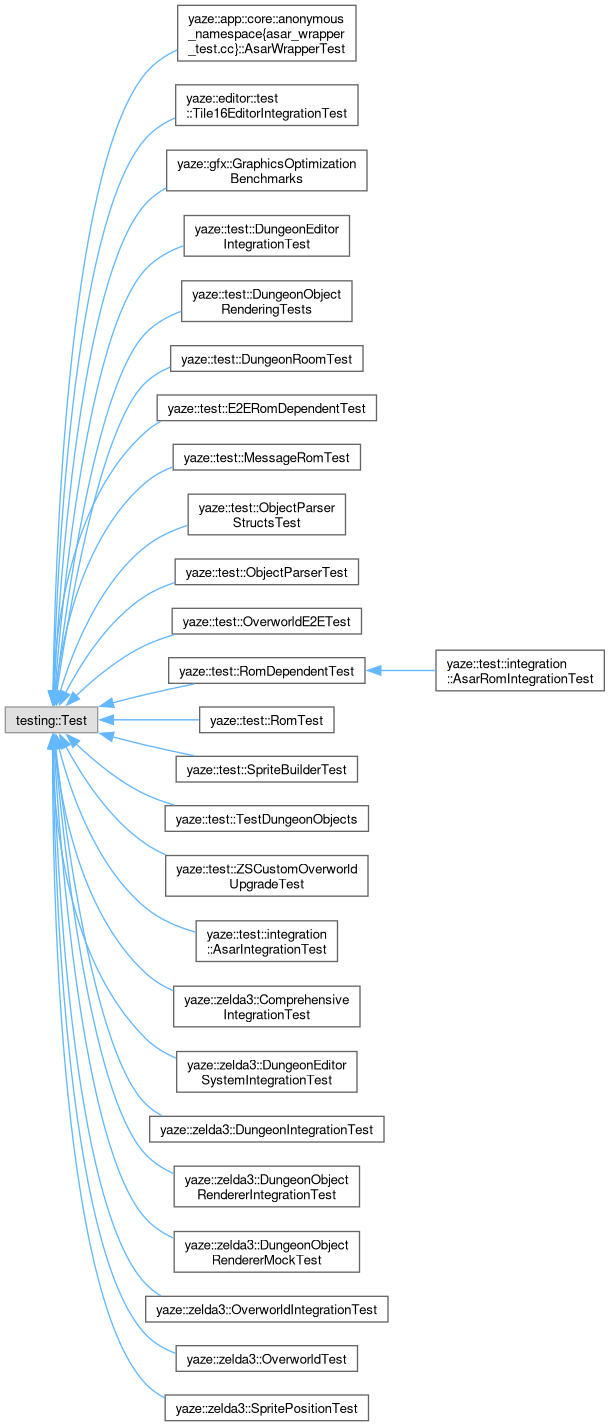 yaze::app::core::anonymous
_namespace{asar_wrapper
_test.cc}::AsarWrapperTest
yaze::editor::test
::Tile16EditorIntegrationTest
yaze::gfx::GraphicsOptimization
Benchmarks
yaze::test::DungeonEditor
IntegrationTest
yaze::test::DungeonObject
RenderingTests
yaze::test::DungeonRoomTest
yaze::test::E2ERomDependentTest
yaze::test::MessageRomTest
yaze::test::ObjectParser
StructsTest
yaze::test::ObjectParserTest
yaze::test::OverworldE2ETest
yaze::test::RomDependentTest
yaze::test::integration
::AsarRomIntegrationTest
testing::Test
yaze::test::RomTest
yaze::test::SpriteBuilderTest
yaze::test::TestDungeonObjects
yaze::test::ZSCustomOverworld
UpgradeTest
yaze::test::integration
::AsarIntegrationTest
yaze::zelda3::Comprehensive
IntegrationTest
yaze::zelda3::DungeonEditor
SystemIntegrationTest
yaze::zelda3::DungeonIntegrationTest
yaze::zelda3::DungeonObject
RendererIntegrationTest
yaze::zelda3::DungeonObject
RendererMockTest
yaze::zelda3::OverworldIntegrationTest
yaze::zelda3::OverworldTest
yaze::zelda3::SpritePositionTest